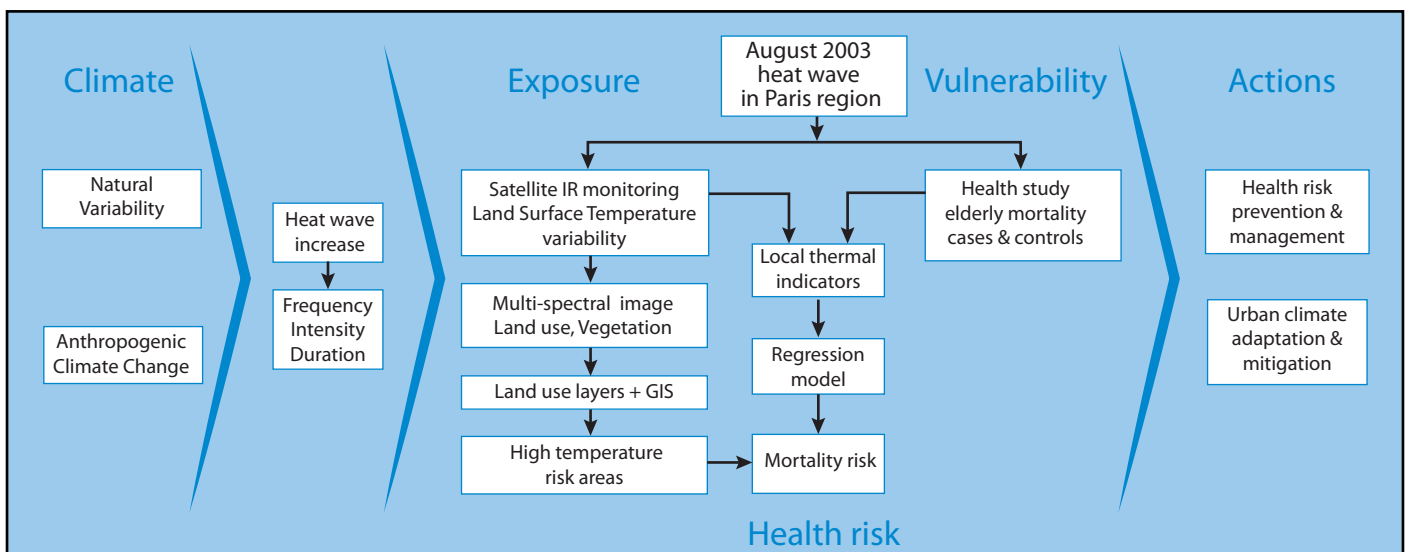 Climate
Natural
Variability
Anthropogenic
Climate Change
Heat wave
increase
Frequency
Intensity
Duration
Exposure
August 2003
heat wave
in Paris region
Vulnerability
Satellite IR monitoring
Land Surface Temperature
variability
Health study
elderly mortality
cases & controls
Local thermal
indicators
Multi-spectral image
Land use, Vegetation
Regression
model
Land use layers + GIS
High temperature
risk areas
Mortality risk
Health risk
Actions
Health risk
prevention &
management
Urban climate
adaptation &
mitigation